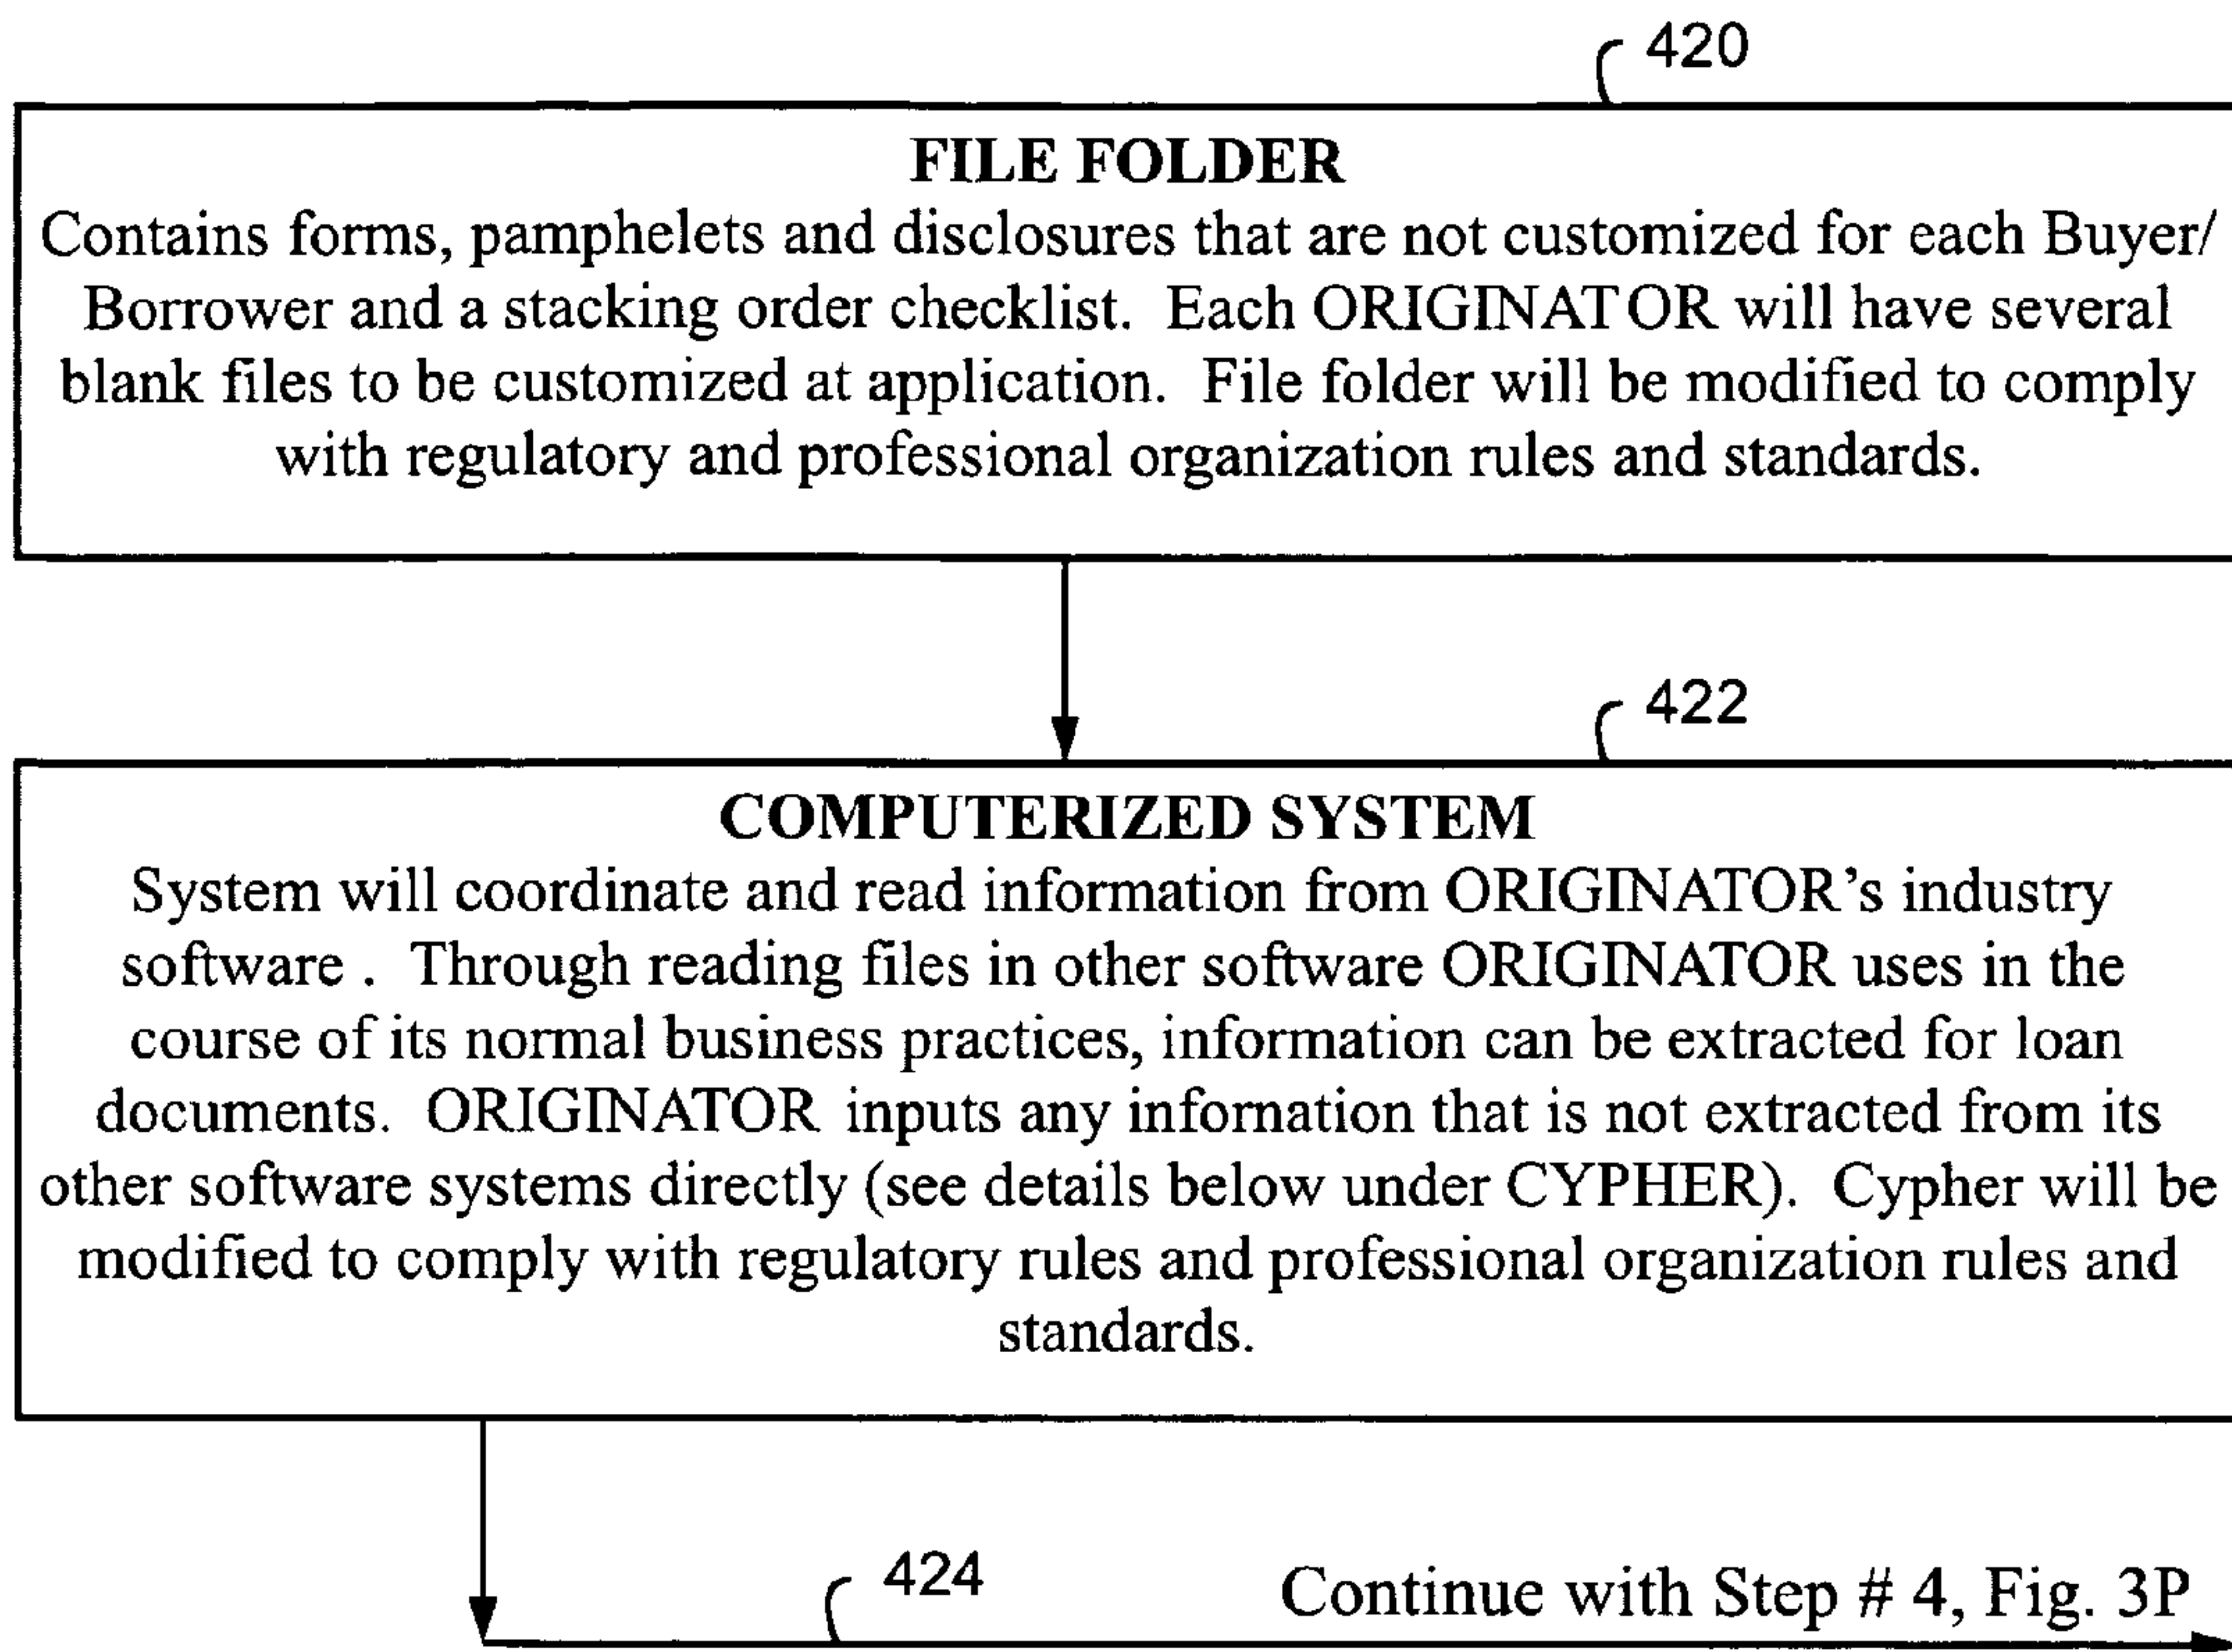 420
FILE FOLDER
Contains forms, pamphelets and disclosures that are not customized for each Buyer/
Borrower and a stacking order checklist. Each ORIGINATOR will have several
blank files to be customized at application. File folder will be modified to comply
with regulatory and professional organization rules and standards.
422
COMPUTERIZED SYSTEM
System will coordinate and read information from ORIGINATOR's industry
software . Through reading files in other software ORIGINATOR uses in the
course of its normal business practices, information can be extracted for loan
documents. ORIGINATOR inputs any infomation that is not extracted from its
other software systems directly (see details below under CYPHER). Cypher will be
modified to comply with regulatory rules and professional organization rules and
standards.
424
Continue with Step # 4, Fig. 3P